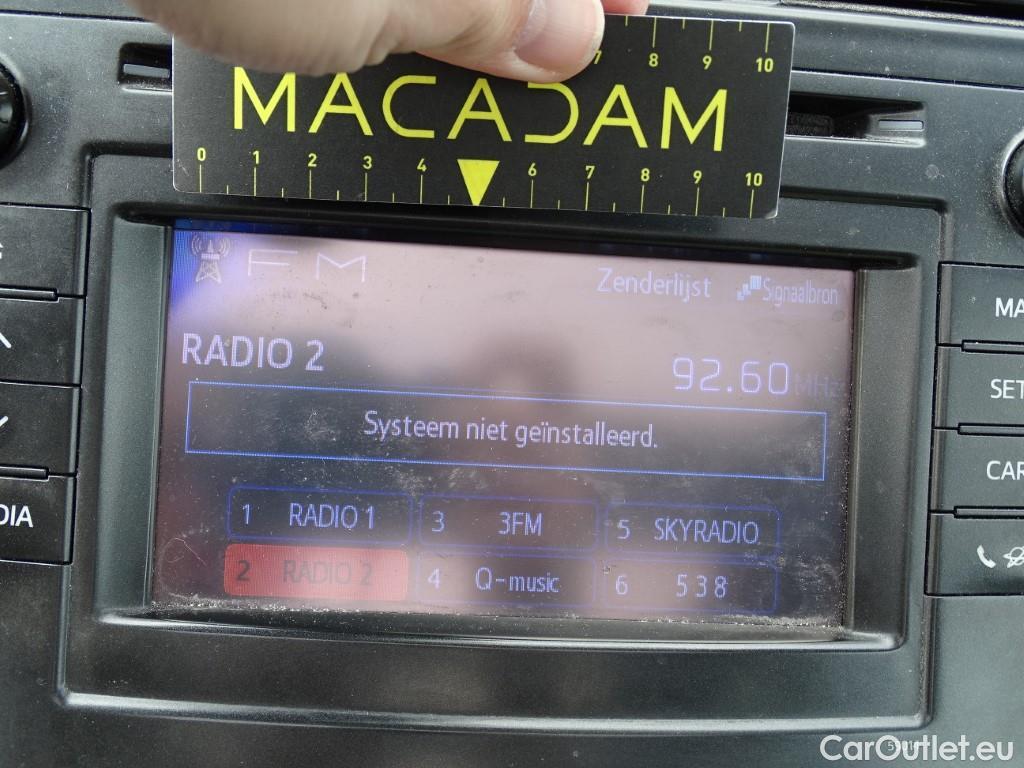 7 8 9 10
MACADAM
0 1 2 3 4 6 7 8 9 10
FM
Zenderlijst
Signaalbron
RADIO 2
92.60 MHz
Systeem niet geïnstalleerd.
1 RADIO 1
3 3FM
5 SKYRADIO
2 RADIO 2
4 Q-music
6 538
DIA
MA
SET
CAR
CarOutlet.eu